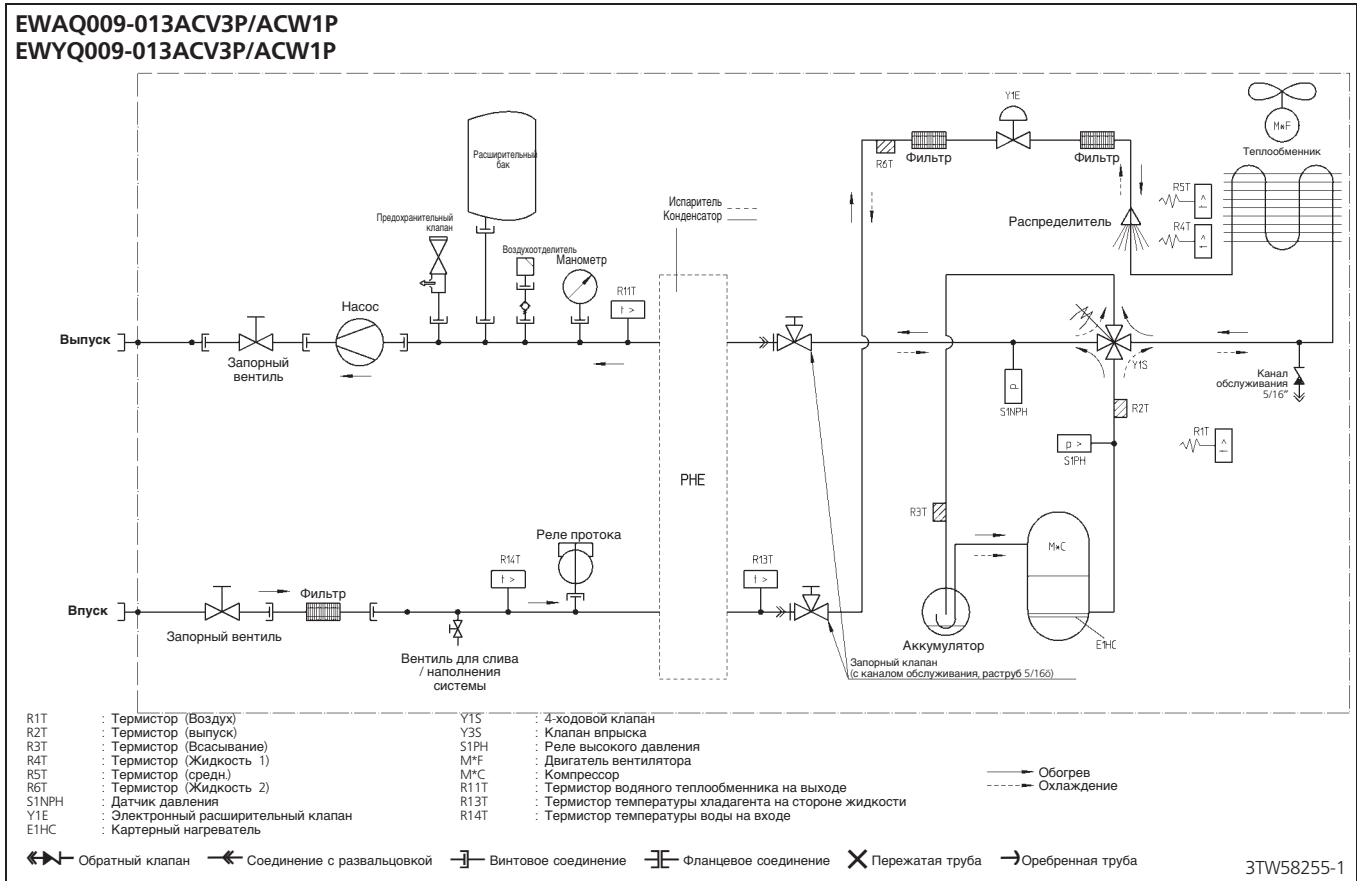 EWAQ009-013ACV3P/ACW1P
EWYQ009-013ACV3P/ACW1P
Y1E
M*F
Теплообменник
Расширительный
бак
R6T
Фильтр
Фильтр
R5T
t >
Испаритель
Конденсатор
Распределитель
R4T
t >
Предохранительный
клапан
Воздухоотделитель
Манометр
R11T
t >
Насос
Выпуск
Запорный
вентиль
Y1S
Канал
обслуживания
5/16"
p
S1NPH
R2T
R1T
t >
p >
S1PH
PHE
R3T
M*C
Реле протока
R14T
t >
R13T
t >
Фильтр
Впуск
Запорный вентиль
Аккумулятор
E1HC
Вентиль для слива
/ наполнения
системы
Запорный клапан
(с каналом обслуживания, раструб 5/16ö)
R1T : Термистор (Воздух)
R2T : Термистор (выпуск)
R3T : Термистор (Всасывание)
R4T : Термистор (Жидкость 1)
R5T : Термистор (средн.)
R6T : Термистор (Жидкость 2)
S1NPH : Датчик давления
Y1E : Электронный расширительный клапан
E1HC : Картерный нагреватель
Y1S : 4-ходовой клапан
Y3S : Клапан впрыска
S1PH : Реле высокого давления
M*F : Двигатель вентилятора
M*C : Компрессор
R11T : Термистор водяного теплообменника на выходе
R13T : Термистор температуры хладагента на стороне жидкости
R14T : Термистор температуры воды на входе
Обогрев
Охлаждение
Обратный клапан
Соединение с развальцовкой
Винтовое соединение
Фланцевое соединение
Пережатая труба
Оребренная труба
3TW58255-1